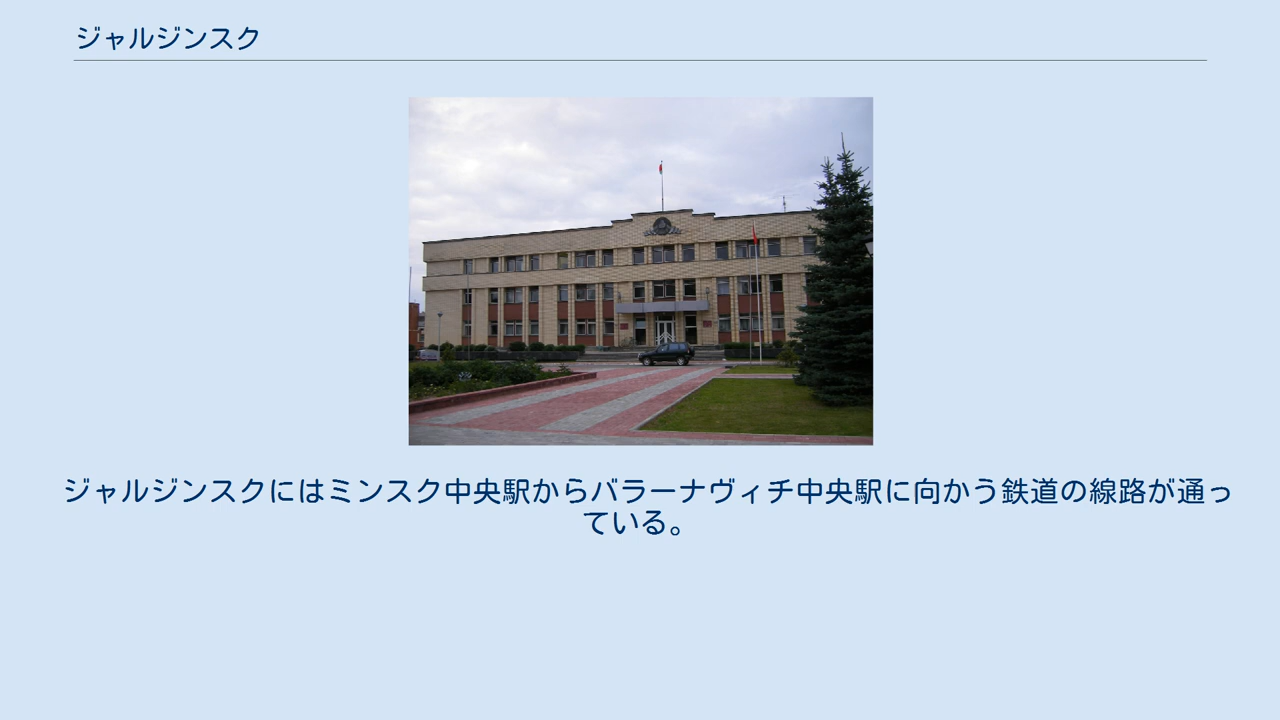 ジャルジンスク
ジャルジンスクにはミンスク中央駅からバラーナヴィチ中央駅に向かう鉄道の線路が通っ
ている。